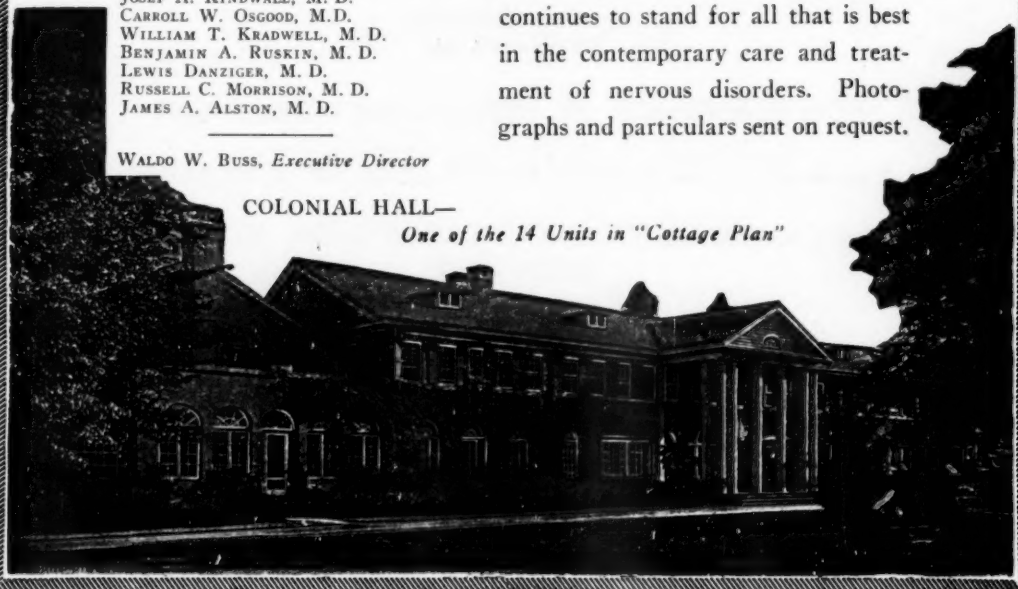 CARROLL W. OSGOOD, M.D.
WILLIAM T. KRADWELL, M. D.
BENJAMIN A. RUSKIN, M. D.
LEWIS DANZIGER, M. D.
RUSSELL C. MORRISON, M. D.
JAMES A. ALSTON, M. D.
WALDO W. BUSS, Executive Director
continues to stand for all that is best
in the contemporary care and treat-
ment of nervous disorders. Photo-
graphs and particulars sent on request.
COLONIAL HALL—
One of the 14 Units in "Cottage Plan"